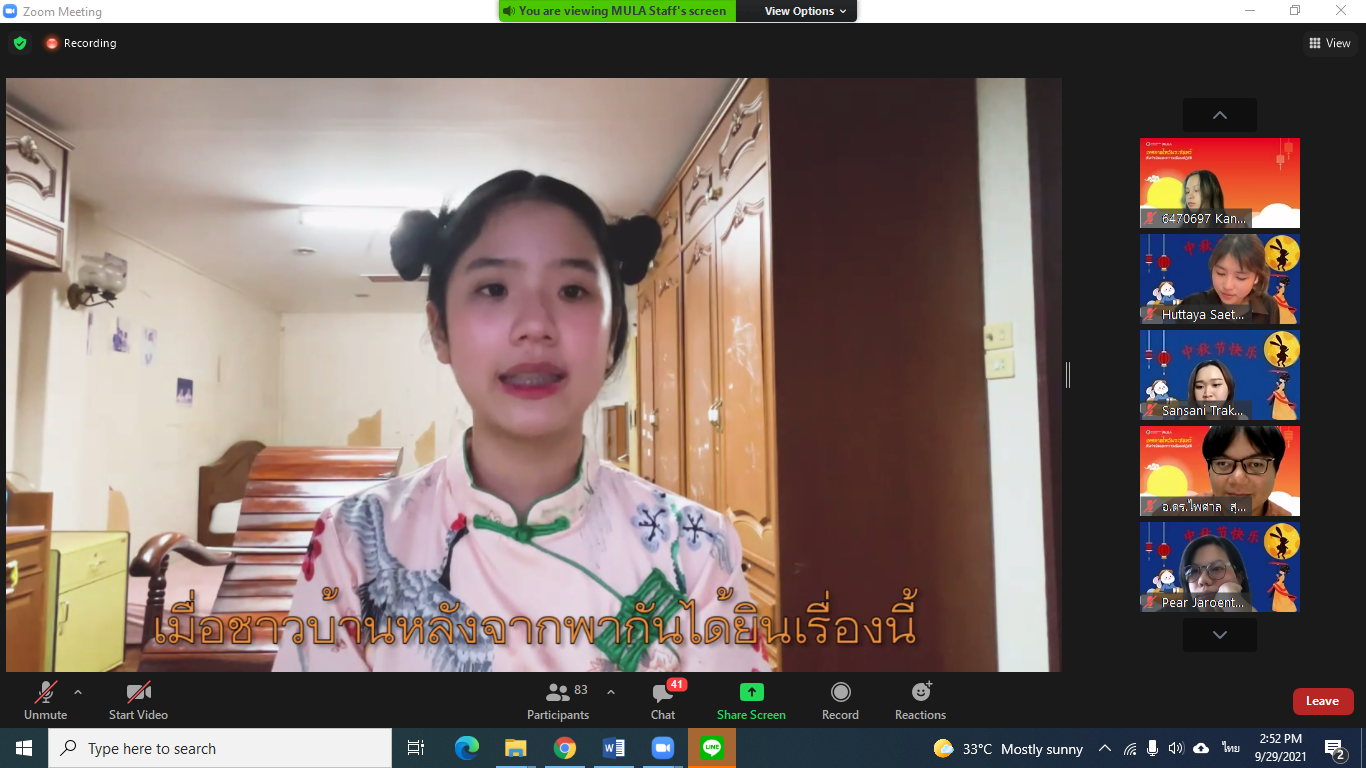 Zoom Meeting
You are viewing MULA Staff's screen
View Options
Recording
View
6470697 Kan...
中秋
Huttaya Saet...
中秋节快乐
Sansani Trak...
อ.ดร.ไพศาล สุ...
中秋节快乐
Pear Jaroent...
เมื่อชาวบ้านหลังจากพากันได้ยินเรื่องนี้
Unmute
Start Video
83
Participants
41
Chat
Share Screen
Record
Reactions
Leave
Type here to search
W
LINE
33°C Mostly sunny
ไทย
2:52 PM
9/29/2021
2